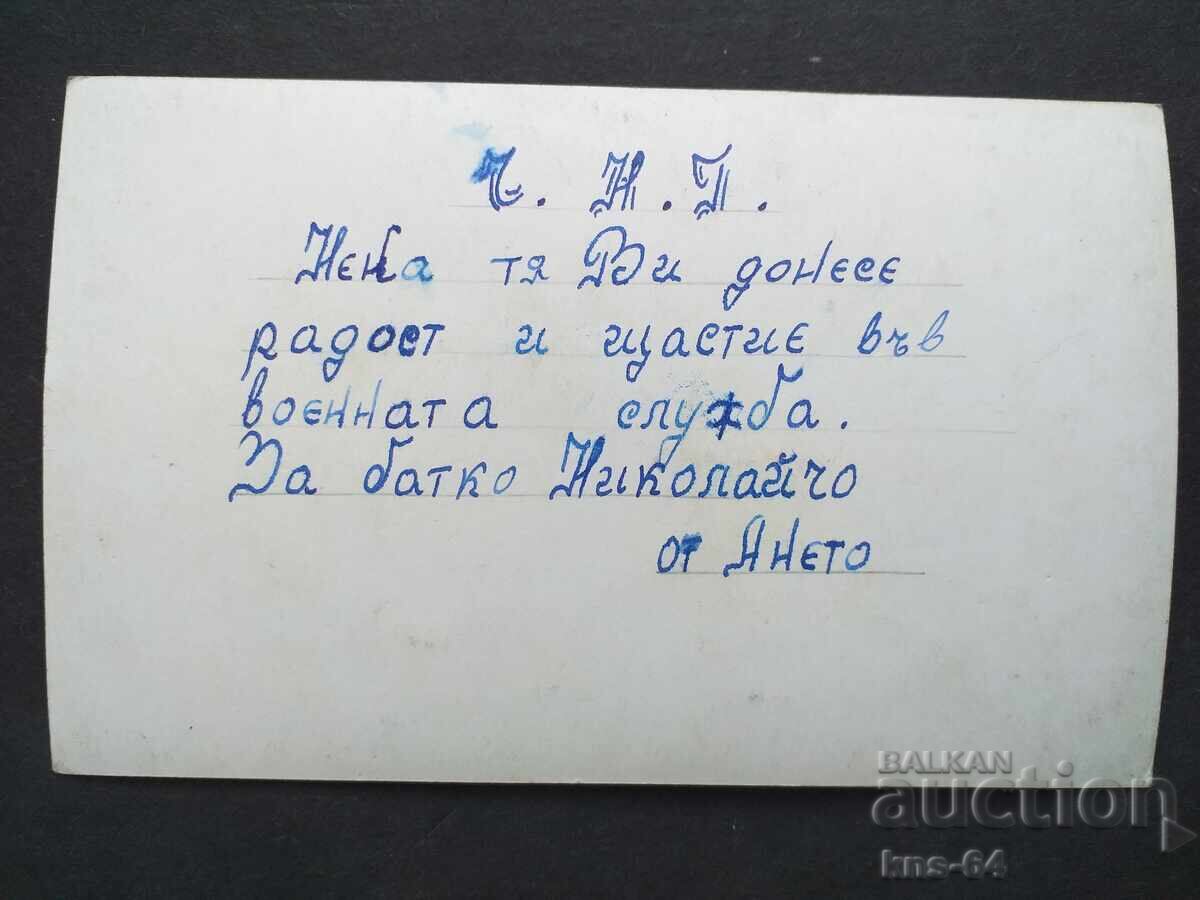 Ч. Н. Г.
Нека тя Ви донесе
радост и щастие във
военната служба.
За батко Николайчо
от Ането
BALKAN
auction
kns-64